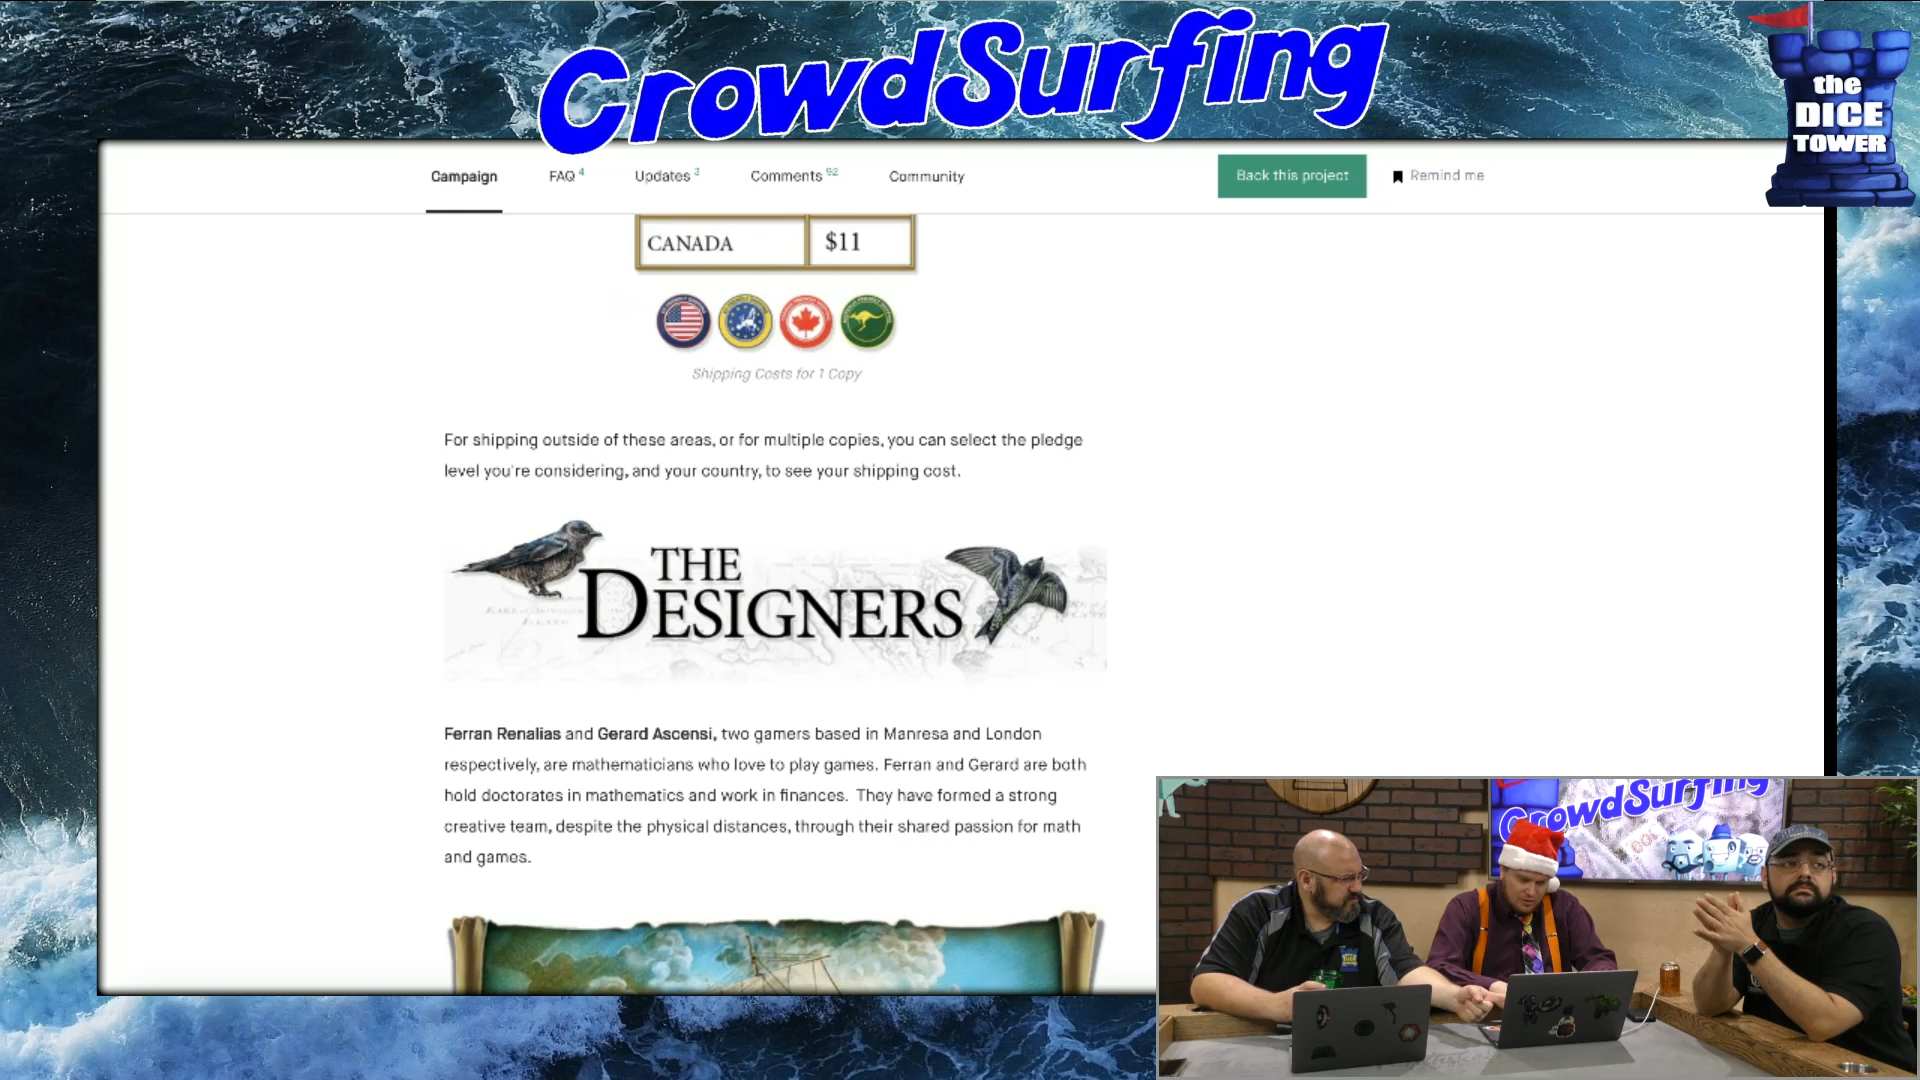 CrowdSurfing
the
DICE
TOWER
Campaign
FAQ 4
Updates 3
Comments 52
Community
Back this project
Remind me
CANADA
$11
Shipping Costs for 1 Copy
For shipping outside of these areas, or for multiple copies, you can select the pledge
level you're considering, and your country, to see your shipping cost.
THE
DESIGNERS
Ferran Renalias and Gerard Ascensi, two gamers based in Manresa and London
respectively, are mathematicians who love to play games. Ferran and Gerard are both
hold doctorates in mathematics and work in finances. They have formed a strong
creative team, despite the physical distances, through their shared passion for math
and games.
CrowdSurfing